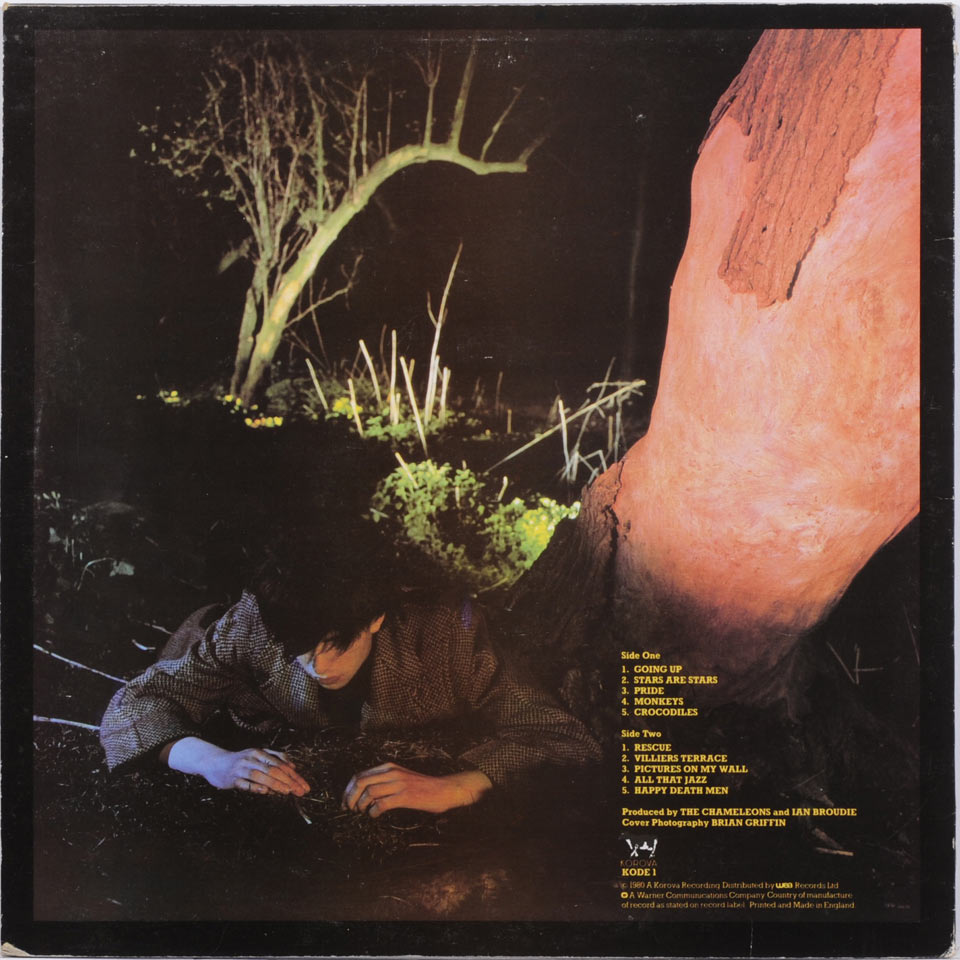 Side One
1. GOING UP
2. STARS ARE STARS
3. PRIDE
4. MONKEYS
5. CROCODILES
Side Two
1. RESCUE
2. VILLIERS TERRACE
3. PICTURES ON MY WALL
4. ALL THAT JAZZ
5. HAPPY DEATH MEN
Produced by THE CHAMELEONS and IAN BROUDIE
Cover Photography BRIAN GRIFFIN
KOROVA
KODE 1
℗ 1980 A Korova Recording Distributed by wea Records Ltd
A Warner Communications Company Country of manufacture
of record as stated on record label. Printed and Made in England